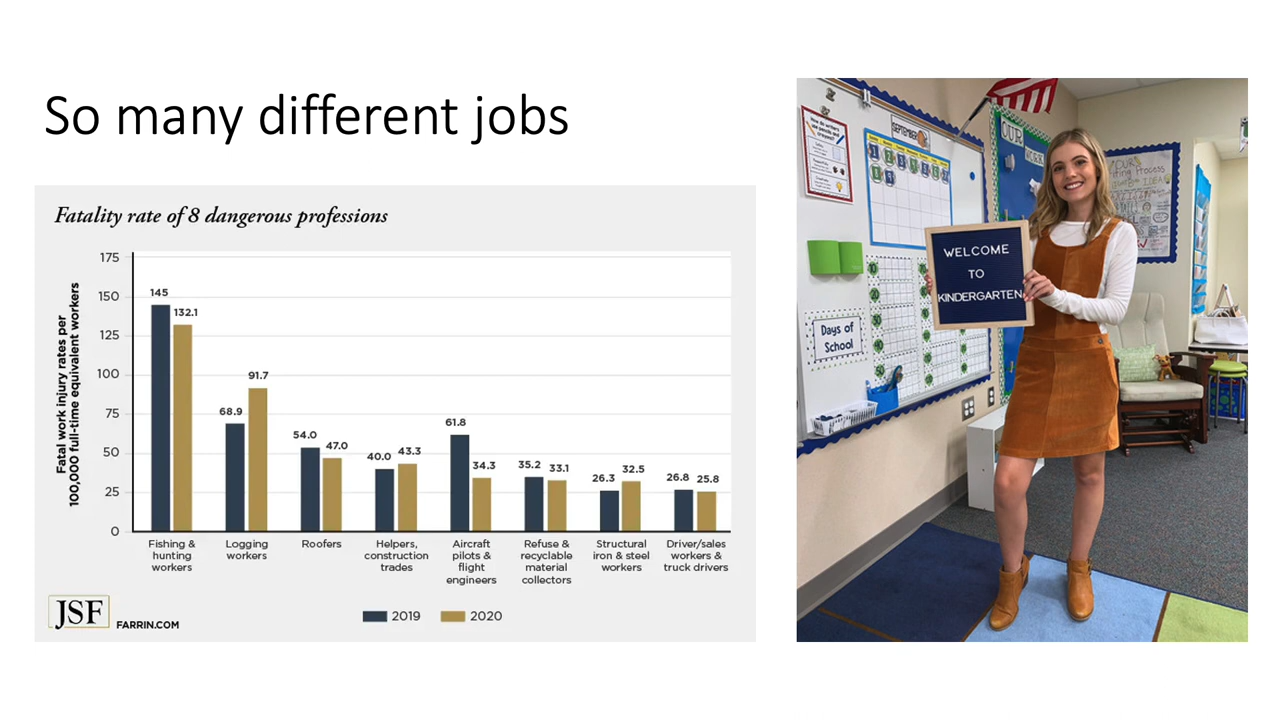 So many different jobs
Fatality rate of 8 dangerous professions
Fatal work injury rates per
100,000 full-time equivalent workers
175
150
125
100
75
50
25
0
145
132.1
68.9
91.7
54.0
47.0
40.0
43.3
61.8
34.3
35.2
33.1
26.3
32.5
26.8
25.8
Fishing &
hunting
workers
Logging
workers
Roofers
Helpers,
construction
trades
Aircraft
pilots &
flight
engineers
Refuse &
recyclable
material
collectors
Structural
iron & steel
workers
Driver/sales
workers &
truck drivers
2019
2020
JSF
FARRIN.COM
SEPTEMBER
OUR
WORK
WELCOME
TO
KINDERGARTEN
Days of
School